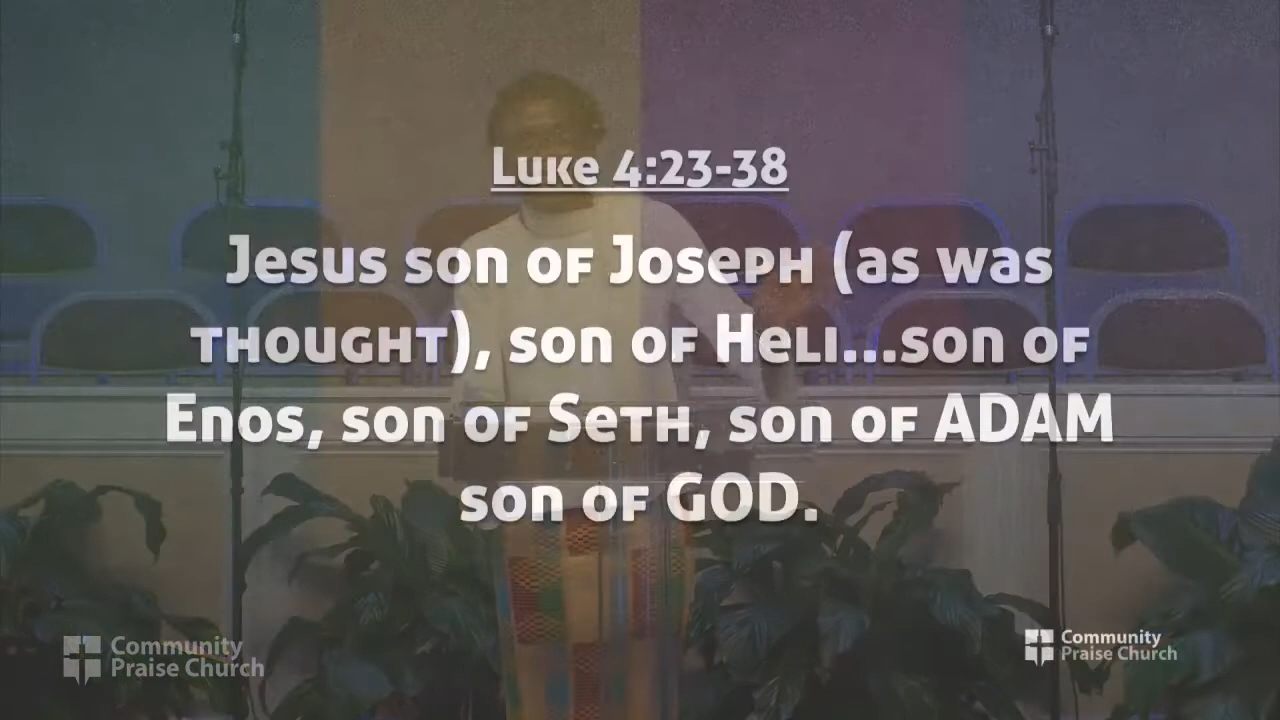 Luke 4:23-38
Jesus son of Joseph (as was
thought), son of Heli...son of
Enos, son of Seth, son of ADAM
son of GOD.
Community
Praise Church
Community
Praise Church